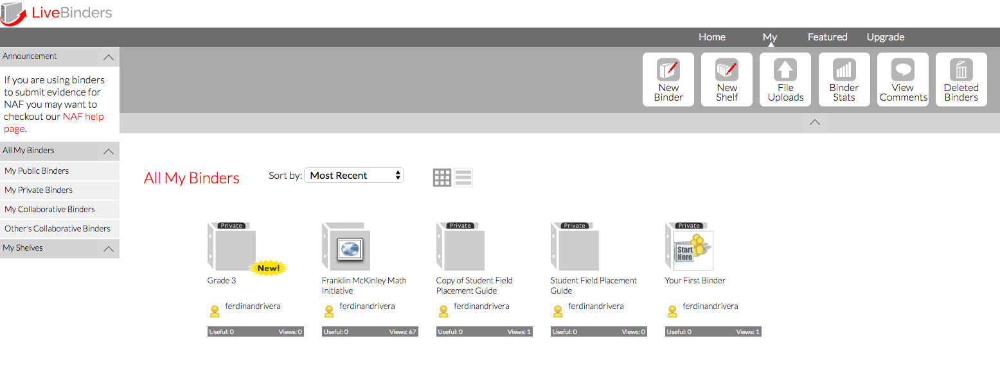 LiveBinders
Home My Featured Upgrade
Announcement
If you are using binders
to submit evidence for
NAF you may want to
checkout our NAF help
page.
New
Binder
New
Shelf
File
Uploads
Binder
Stats
View
Comments
Deleted
Binders
All My Binders
My Public Binders
My Private Binders
My Collaborative Binders
Other's Collaborative Binders
My Shelves
All My Binders
Sort by: Most Recent
Private
New!
Grade 3
ferdinandrivera
Useful: 0 Views: 0
Franklin McKinley Math
Initiative
ferdinandrivera
Useful: 0 Views: 67
Private
Copy of Student Field
Placement Guide
ferdinandrivera
Useful: 0 Views: 1
Private
Student Field Placement
Guide
ferdinandrivera
Useful: 0 Views: 0
Private
Start
Here
Your First Binder
ferdinandrivera
Useful: 0 Views: 1